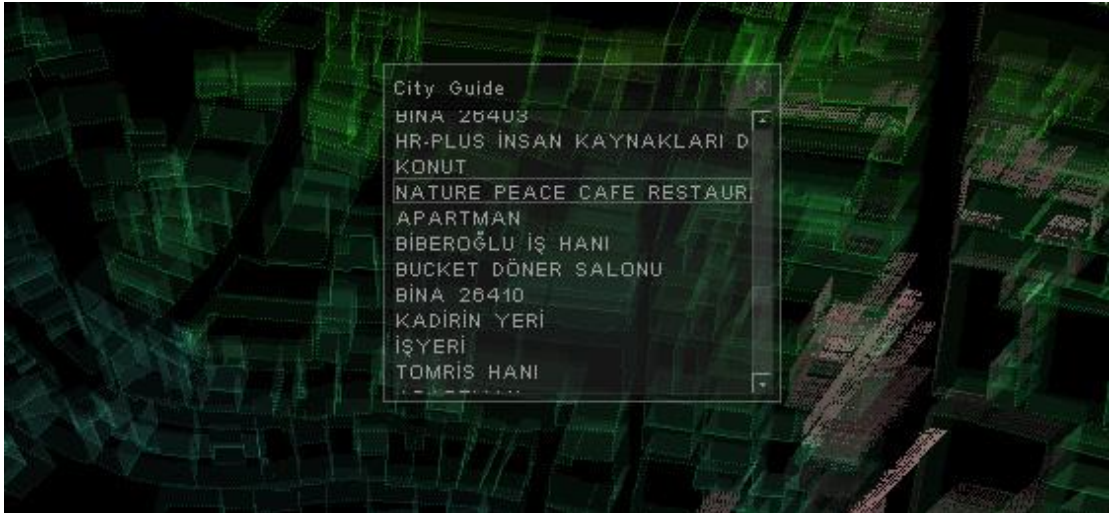 City Guide
BİNA 26403
HR-PLUS İNSAN KAYNAKLARI D
KONUT
NATURE PEACE CAFE RESTAUR
APARTMAN
BİBEROĞLU İŞ HANI
BUCKET DÖNER SALONU
BİNA 26410
KADİRİN YERİ
İŞYERİ
TOMRİS HANI